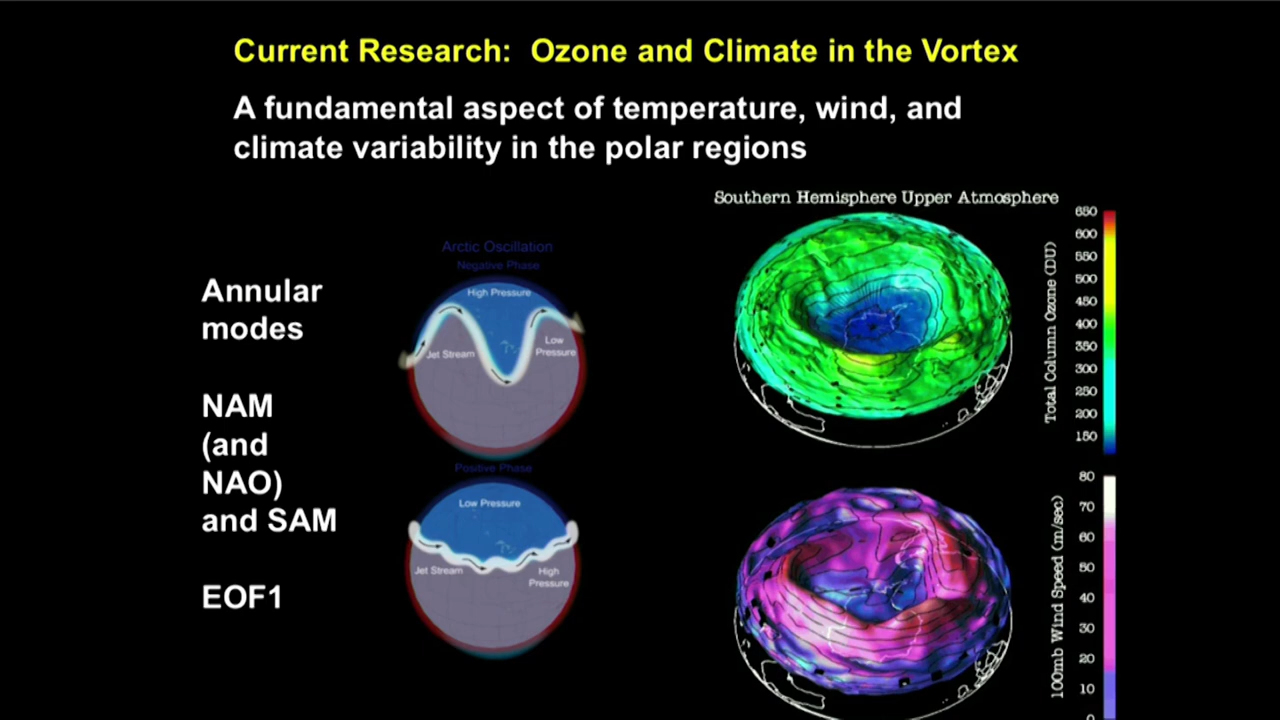 Current Research: Ozone and Climate in the Vortex
A fundamental aspect of temperature, wind, and
climate variability in the polar regions
Annular
modes
NAM
(and
NAO)
and SAM
EOF1
Arctic Oscillation
Negative Phase
High Pressure
Jet Stream
Low
Pressure
Positive Phase
Low Pressure
Jet Stream
High
Pressure
Southern Hemisphere Upper Atmosphere
Total Column Ozone (DU)
650
600
550
500
450
400
350
300
250
200
150
100mb Wind Speed (m/sec)
80
70
60
50
40
30
20
10
0